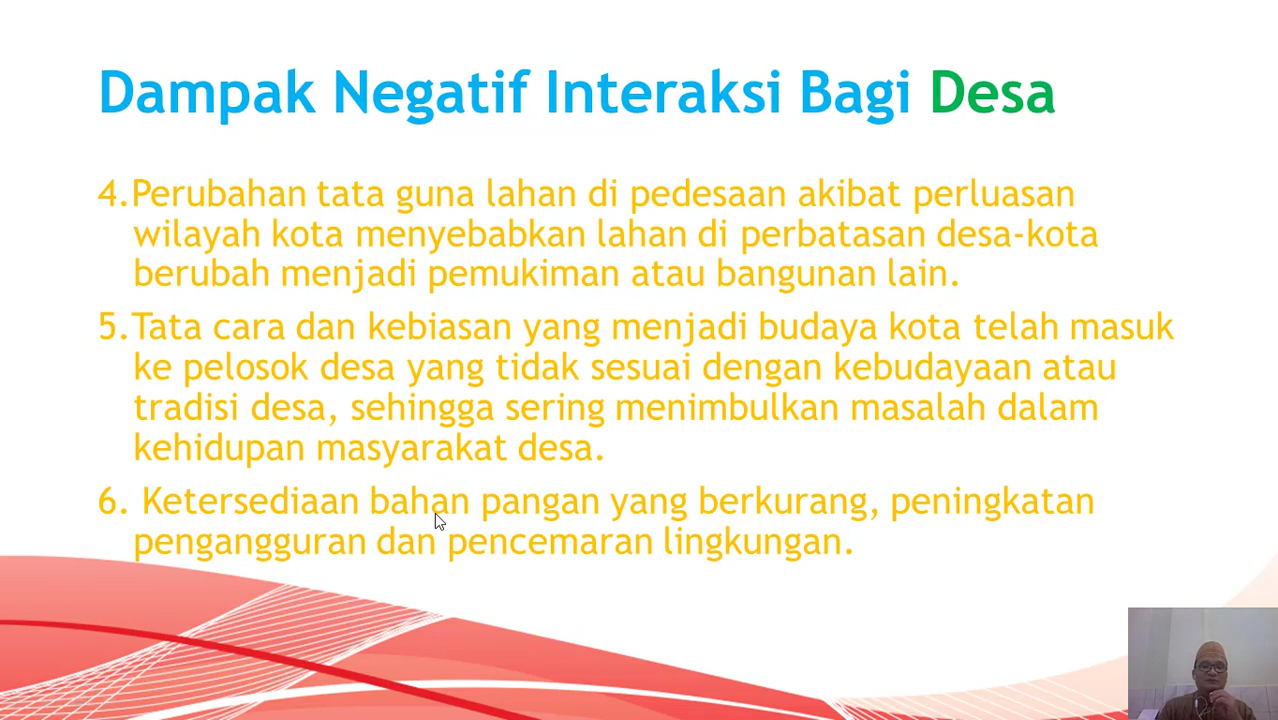 Dampak Negatif Interaksi Bagi Desa
4.Perubahan tata guna lahan di pedesaan akibat perluasan
wilayah kota menyebabkan lahan di perbatasan desa-kota
berubah menjadi pemukiman atau bangunan lain.
5.Tata cara dan kebiasan yang menjadi budaya kota telah masuk
ke pelosok desa yang tidak sesuai dengan kebudayaan atau
tradisi desa, sehingga sering menimbulkan masalah dalam
kehidupan masyarakat desa.
6. Ketersediaan bahan pangan yang berkurang, peningkatan
pengangguran dan pencemaran lingkungan.